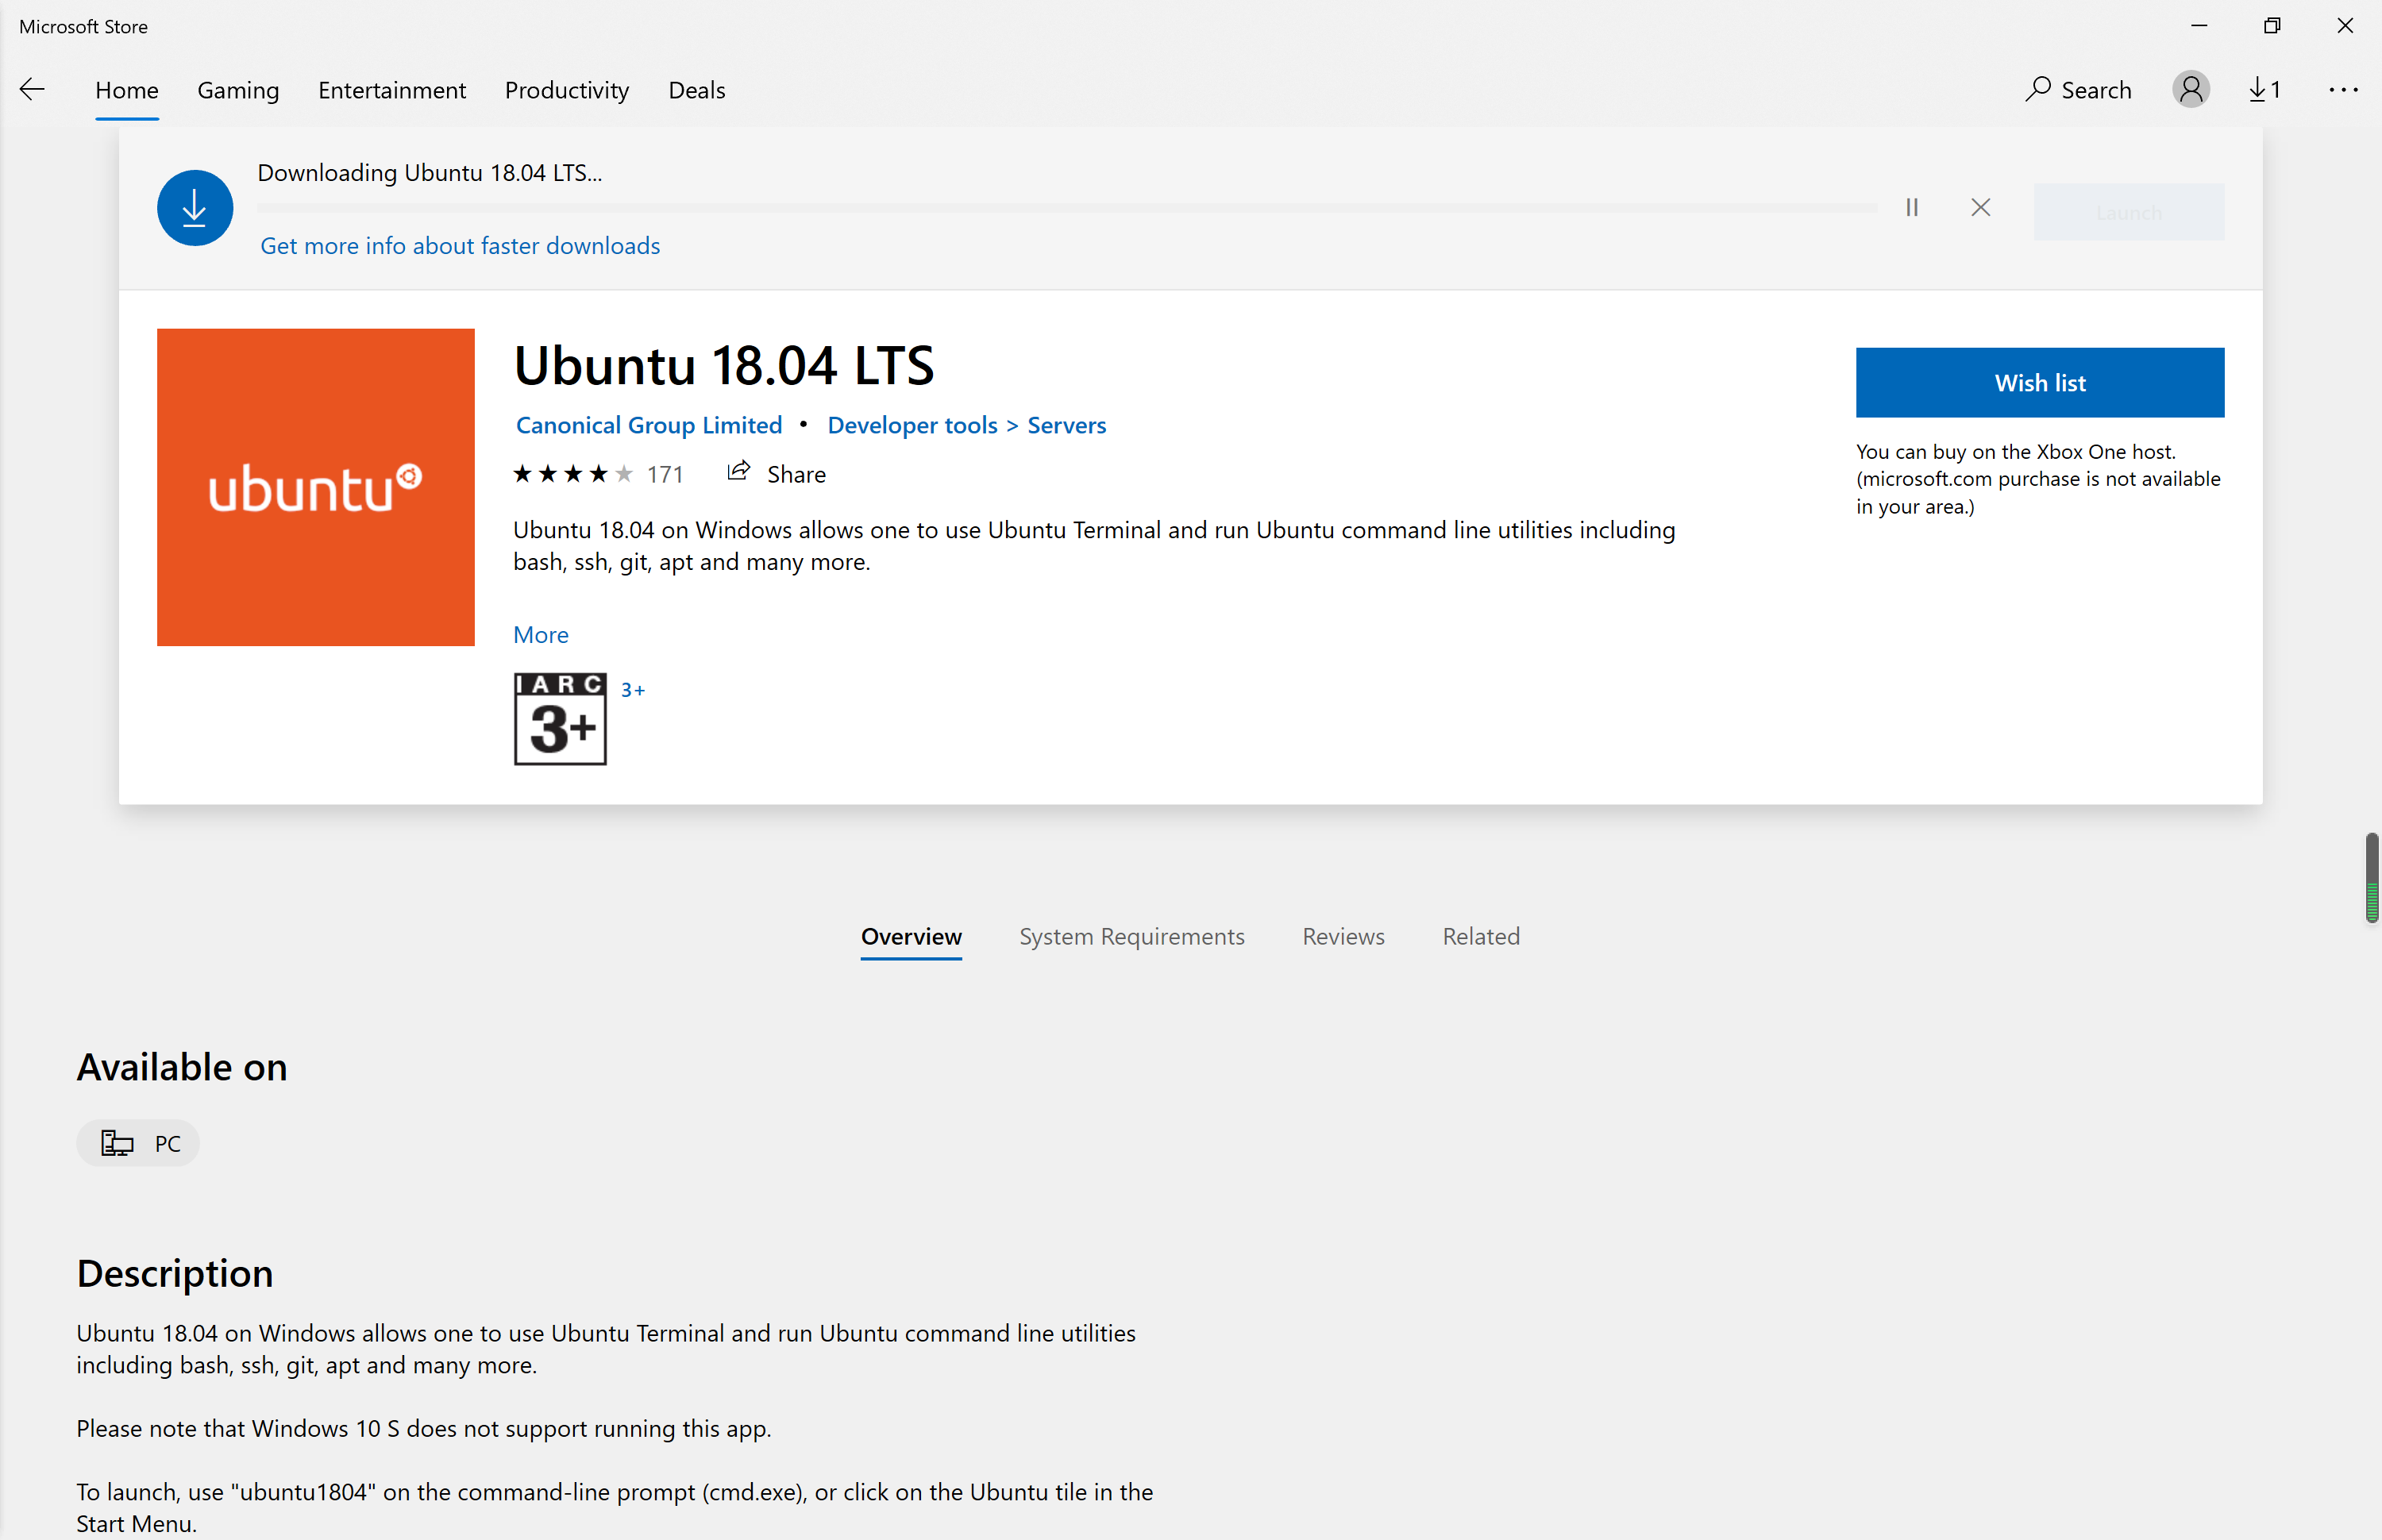 Microsoft Store
Home Gaming Entertainment Productivity Deals Search 1
Downloading Ubuntu 18.04 LTS...
Launch
Get more info about faster downloads
ubuntu
Ubuntu 18.04 LTS
Canonical Group Limited • Developer tools > Servers
171 Share
Ubuntu 18.04 on Windows allows one to use Ubuntu Terminal and run Ubuntu command line utilities including
bash, ssh, git, apt and many more.
More
IARC
3+
3+
Wish list
You can buy on the Xbox One host.
(microsoft.com purchase is not available
in your area.)
Overview System Requirements Reviews Related
Available on
PC
Description
Ubuntu 18.04 on Windows allows one to use Ubuntu Terminal and run Ubuntu command line utilities
including bash, ssh, git, apt and many more.
Please note that Windows 10 S does not support running this app.
To launch, use "ubuntu1804" on the command-line prompt (cmd.exe), or click on the Ubuntu tile in the
Start Menu.